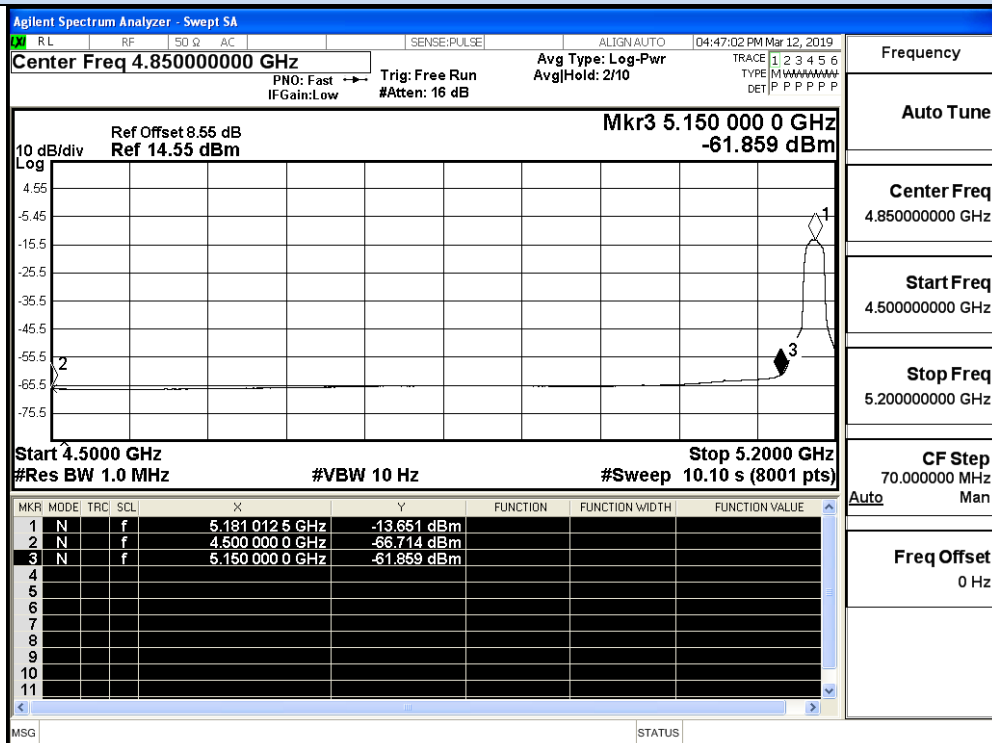 Agilent Spectrum Analyzer - Swept SA
LXI RL RF 50 Ω AC SENSE:PULSE ALIGN AUTO 04:47:02 PM Mar 12, 2019
Center Freq 4.850000000 GHz
PNO: Fast
IFGain:Low
Trig: Free Run
#Atten: 16 dB
Avg Type: Log-Pwr
Avg|Hold: 2/10
TRACE 1 2 3 4 5 6
TYPE M WWWWW
DET P P P P P P
Ref Offset 8.55 dB
10 dB/div Ref 14.55 dBm
Log
Mkr3 5.150 000 0 GHz
-61.859 dBm
4.55
-5.45
-15.5
-25.5
-35.5
-45.5
-55.5
-65.5
-75.5
1
2
3
Start 4.5000 GHz Stop 5.2000 GHz
#Res BW 1.0 MHz #VBW 10 Hz #Sweep 10.10 s (8001 pts)
MKR MODE TRC SCL X Y FUNCTION FUNCTION WIDTH FUNCTION VALUE
1 N f 5.181 012 5 GHz -13.651 dBm
2 N f 4.500 000 0 GHz -66.714 dBm
3 N f 5.150 000 0 GHz -61.859 dBm
4
5
6
7
8
9
10
11
MSG STATUS
Frequency
Auto Tune
Center Freq
4.850000000 GHz
Start Freq
4.500000000 GHz
Stop Freq
5.200000000 GHz
CF Step
70.000000 MHz
Auto Man
Freq Offset
0 Hz